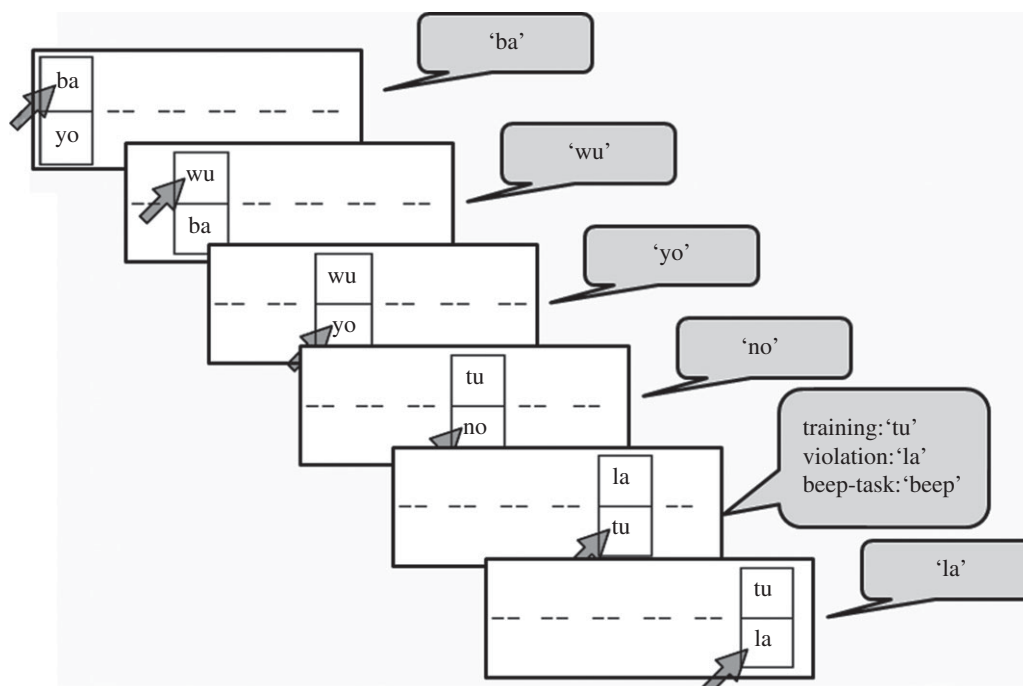 ‘ba’
ba
yo
‘wu’
wu
ba
‘yo’
wu
yo
‘no’
tu
no
training:‘tu’
violation:‘la’
beep-task:‘beep’
la
tu
‘la’
tu
la